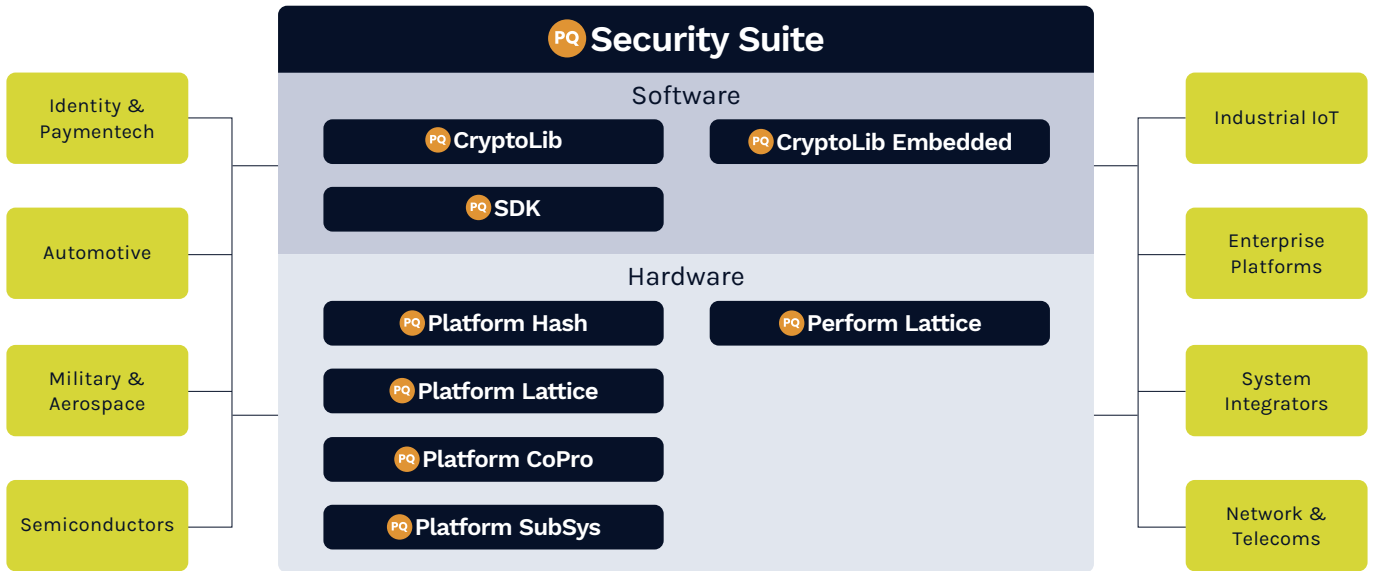 PQ Security Suite
Software
PQ CryptoLib
PQ CryptoLib Embedded
PQ SDK
Hardware
PQ Platform Hash
PQ Perform Lattice
PQ Platform Lattice
PQ Platform CoPro
PQ Platform SubSys
Identity &
Paymentech
Automotive
Military &
Aerospace
Semiconductors
Industrial IoT
Enterprise
Platforms
System
Integrators
Network &
Telecoms